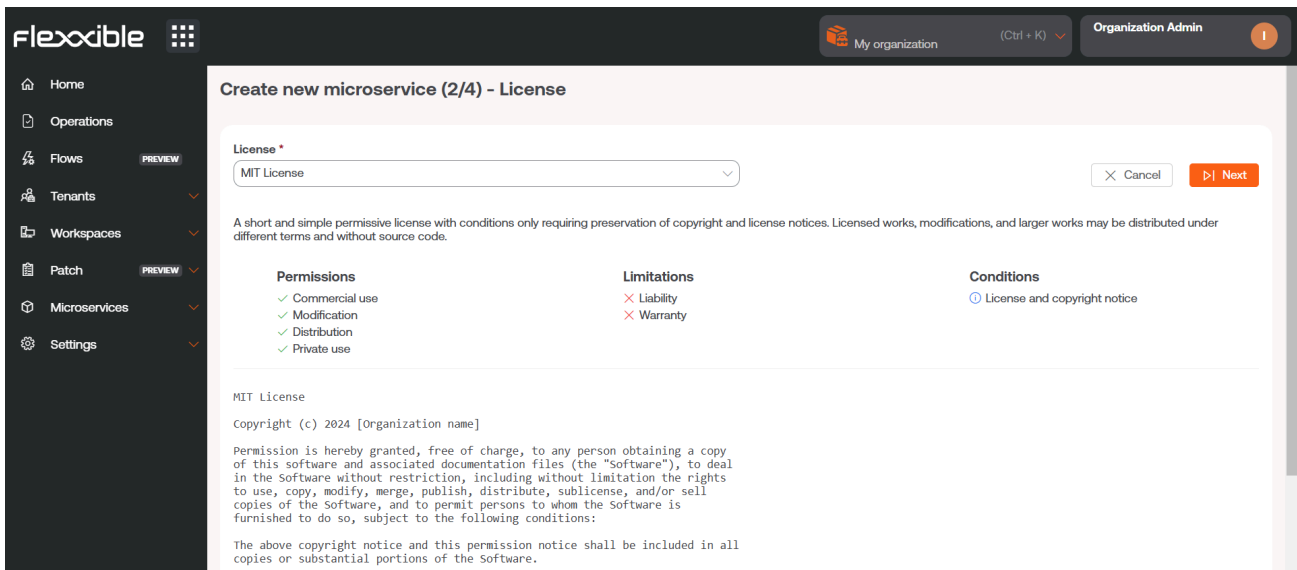 Flexxible
My organization
(Ctrl + K)
Organization Admin
I
Home
Operations
Flows PREVIEW
Tenants
Workspaces
Patch PREVIEW
Microservices
Settings
Create new microservice (2/4) - License
License *
MIT License
Cancel
Next
A short and simple permissive license with conditions only requiring preservation of copyright and license notices. Licensed works, modifications, and larger works may be distributed under
different terms and without source code.
Permissions
Commercial use
Modification
Distribution
Private use
Limitations
Liability
Warranty
Conditions
License and copyright notice
MIT License
Copyright (c) 2024 [Organization name]
Permission is hereby granted, free of charge, to any person obtaining a copy
of this software and associated documentation files (the "Software"), to deal
in the Software without restriction, including without limitation the rights
to use, copy, modify, merge, publish, distribute, sublicense, and/or sell
copies of the Software, and to permit persons to whom the Software is
furnished to do so, subject to the following conditions:
The above copyright notice and this permission notice shall be included in all
copies or substantial portions of the Software.